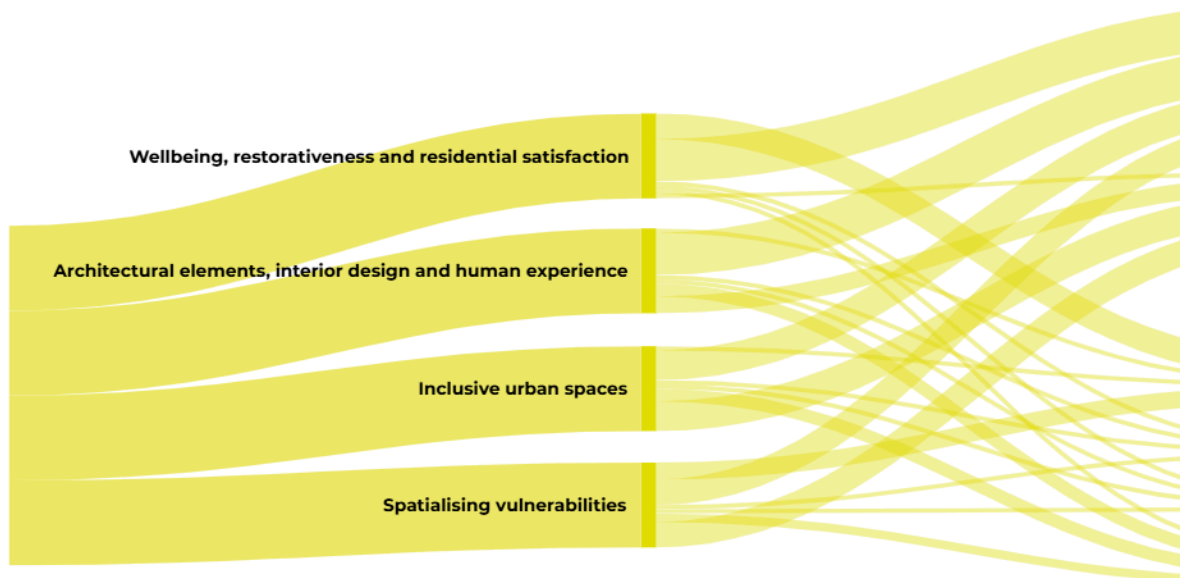 Wellbeing, restorativeness and residential satisfaction
Architectural elements, interior design and human experience
Inclusive urban spaces
Spatialising vulnerabilities